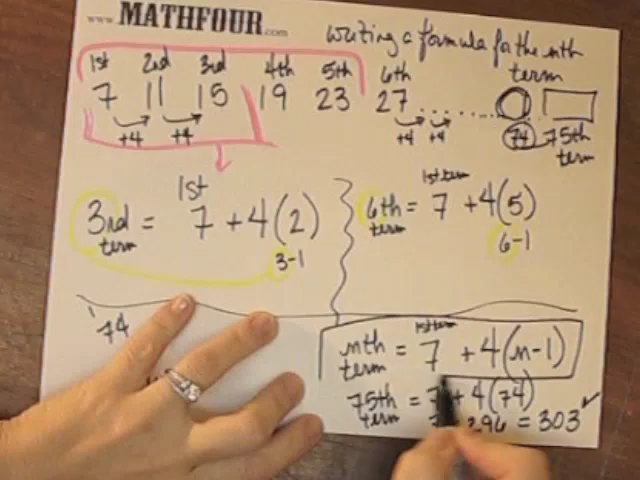 www.MATHFOUR.com
writing a formula for the nth term
1st 2nd 3rd 4th 5th 6th
7 11 15 19 23 27 ..........
+4 +4 +4 +4 74 75th term
3rd term = 1st 7 + 4(2)
3-1
6th term = 1st term 7 + 4(5)
6-1
74
nth term = 1st term 7 + 4(n-1)
75th term = 7 + 4(74)
296 = 303 ✓